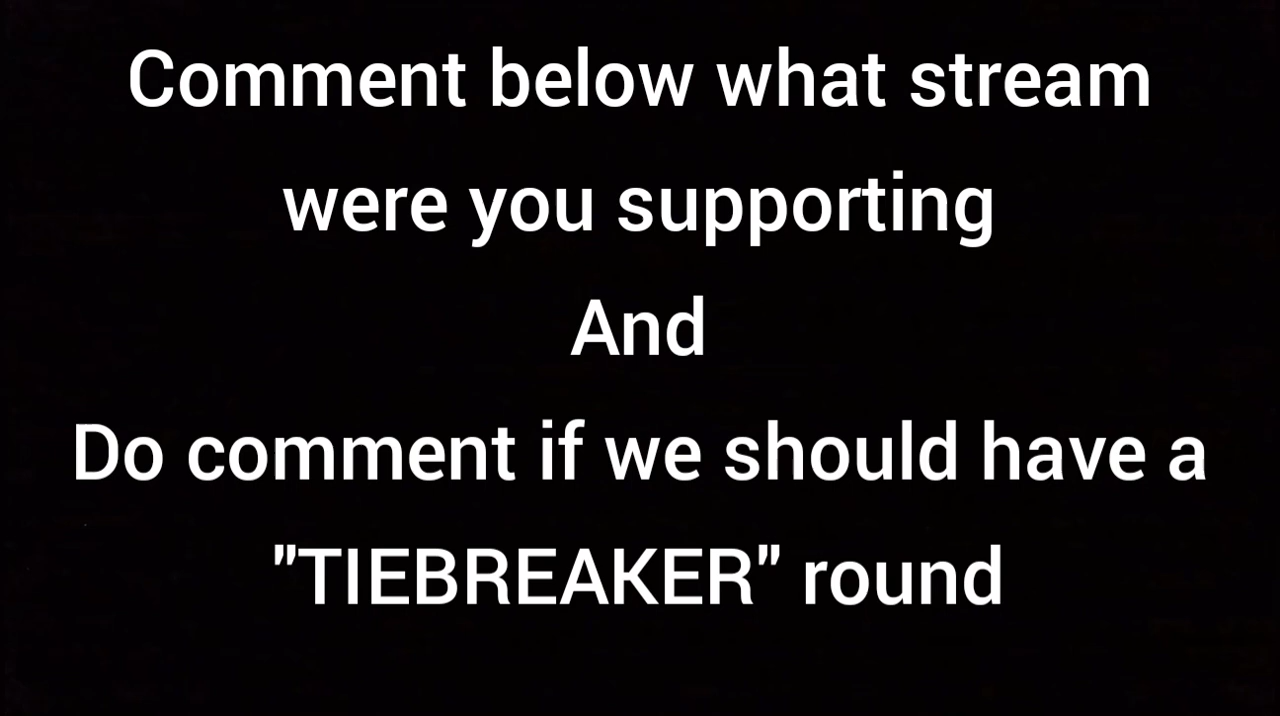 Comment below what stream
were you supporting
And
Do comment if we should have a
"TIEBREAKER" round